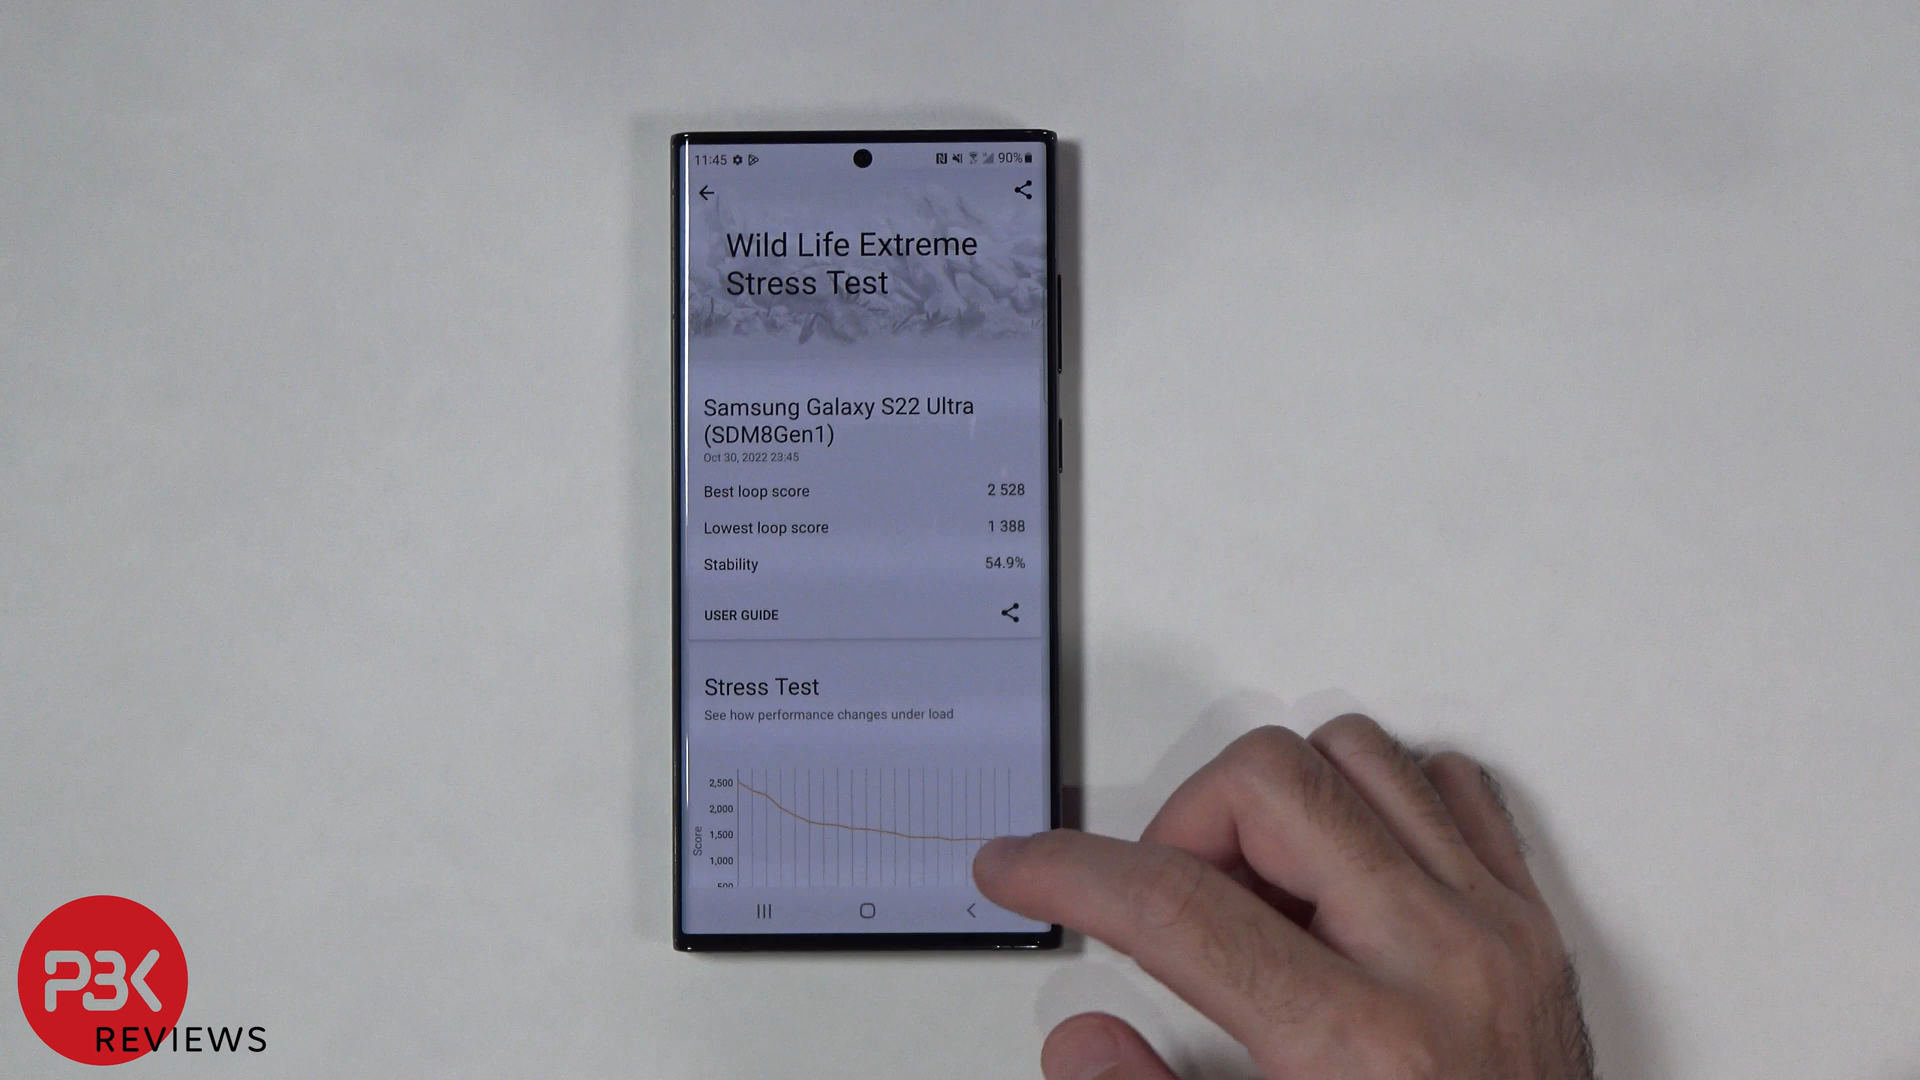 11:45
90%
Wild Life Extreme
Stress Test
Samsung Galaxy S22 Ultra
(SDM8Gen1)
Oct 30, 2022 23:45
Best loop score 2 528
Lowest loop score 1 388
Stability 54.9%
USER GUIDE
Stress Test
See how performance changes under load
2,500
2,000
1,500
Score
1,000
500
P3K
REVIEWS